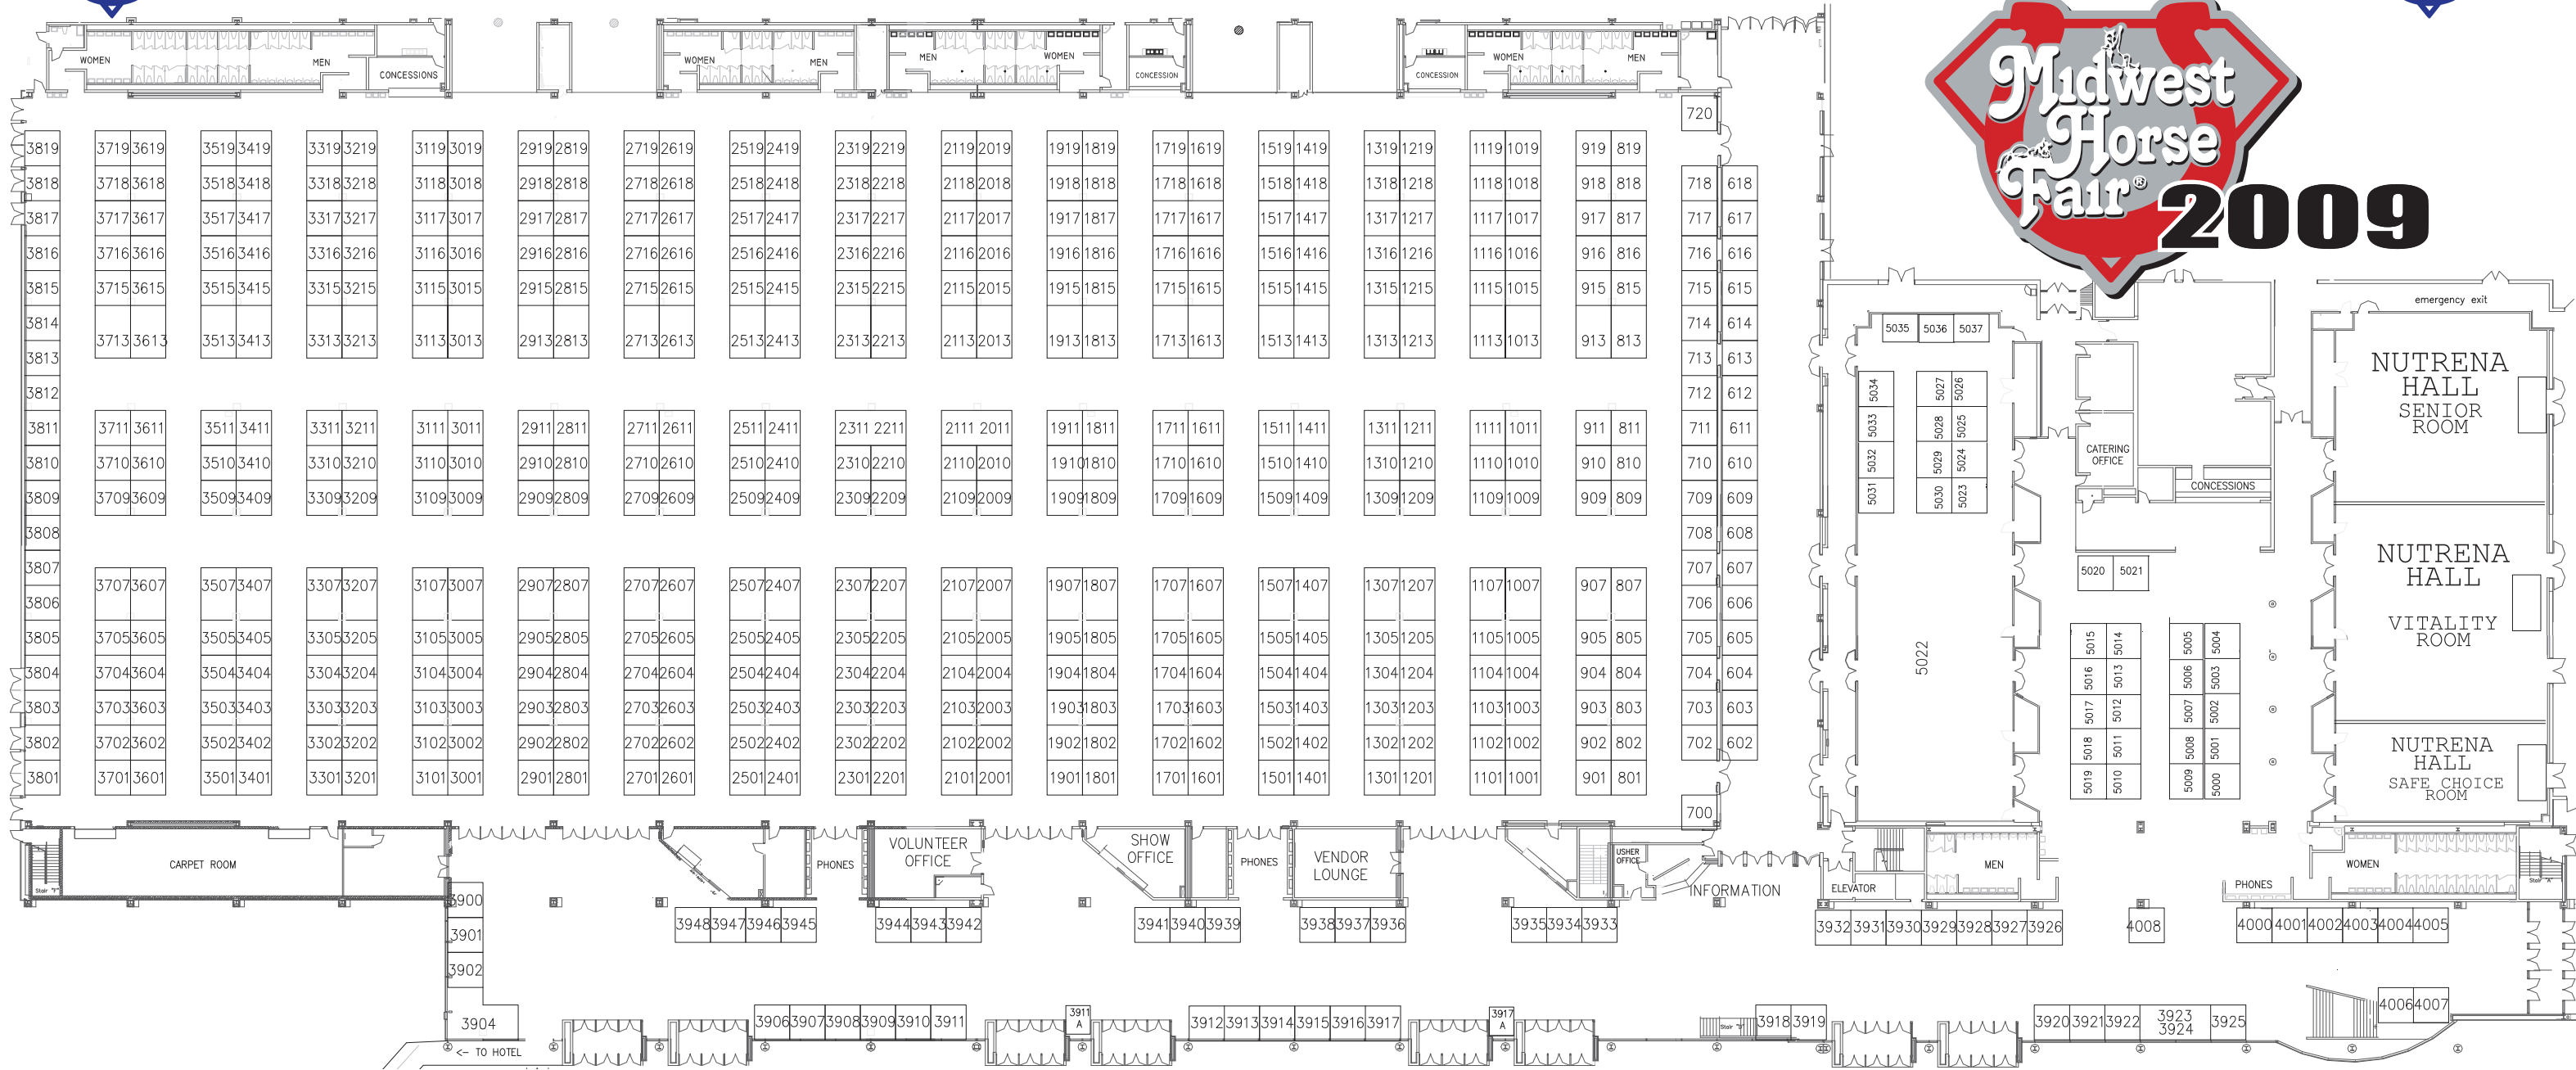 WOMEN MEN CONCESSIONS WOMEN MEN MEN WOMEN CONCESSION CONCESSION WOMEN MEN
Midwest
Horse
Fair®
2009
720
3819 3719 3619 3519 3419 3319 3219 3119 3019 2919 2819 2719 2619 2519 2419 2319 2219 2119 2019 1919 1819 1719 1619 1519 1419 1319 1219 1119 1019 919 819
3818 3718 3618 3518 3418 3318 3218 3118 3018 2918 2818 2718 2618 2518 2418 2318 2218 2118 2018 1918 1818 1718 1618 1518 1418 1318 1218 1118 1018 918 818 718 618
3817 3717 3617 3517 3417 3317 3217 3117 3017 2917 2817 2717 2617 2517 2417 2317 2217 2117 2017 1917 1817 1717 1617 1517 1417 1317 1217 1117 1017 917 817 717 617
3816 3716 3616 3516 3416 3316 3216 3116 3016 2916 2816 2716 2616 2516 2416 2316 2216 2116 2016 1916 1816 1716 1616 1516 1416 1316 1216 1116 1016 916 816 716 616
3815 3715 3615 3515 3415 3315 3215 3115 3015 2915 2815 2715 2615 2515 2415 2315 2215 2115 2015 1915 1815 1715 1615 1515 1415 1315 1215 1115 1015 915 815 715 615
3814 714 614
3713 3613 3513 3413 3313 3213 3113 3013 2913 2813 2713 2613 2513 2413 2313 2213 2113 2013 1913 1813 1713 1613 1513 1413 1313 1213 1113 1013 913 813
3813 713 613
3812 712 612
3811 3711 3611 3511 3411 3311 3211 3111 3011 2911 2811 2711 2611 2511 2411 2311 2211 2111 2011 1911 1811 1711 1611 1511 1411 1311 1211 1111 1011 911 811 711 611
3810 3710 3610 3510 3410 3310 3210 3110 3010 2910 2810 2710 2610 2510 2410 2310 2210 2110 2010 1910 1810 1710 1610 1510 1410 1310 1210 1110 1010 910 810 710 610
3809 3709 3609 3509 3409 3309 3209 3109 3009 2909 2809 2709 2609 2509 2409 2309 2209 2109 2009 1909 1809 1709 1609 1509 1409 1309 1209 1109 1009 909 809 709 609
3808 708 608
3807 707 607
3707 3607 3507 3407 3307 3207 3107 3007 2907 2807 2707 2607 2507 2407 2307 2207 2107 2007 1907 1807 1707 1607 1507 1407 1307 1207 1107 1007 907 807
3806 706 606
3805 3705 3605 3505 3405 3305 3205 3105 3005 2905 2805 2705 2605 2505 2405 2305 2205 2105 2005 1905 1805 1705 1605 1505 1405 1305 1205 1105 1005 905 805 705 605
3804 3704 3604 3504 3404 3304 3204 3104 3004 2904 2804 2704 2604 2504 2404 2304 2204 2104 2004 1904 1804 1704 1604 1504 1404 1304 1204 1104 1004 904 804 704 604
3803 3703 3603 3503 3403 3303 3203 3103 3003 2903 2803 2703 2603 2503 2403 2303 2203 2103 2003 1903 1803 1703 1603 1503 1403 1303 1203 1103 1003 903 803 703 603
3802 3702 3602 3502 3402 3302 3202 3102 3002 2902 2802 2702 2602 2502 2402 2302 2202 2102 2002 1902 1802 1702 1602 1502 1402 1302 1202 1102 1002 902 802 702 602
3801 3701 3601 3501 3401 3301 3201 3101 3001 2901 2801 2701 2601 2501 2401 2301 2201 2101 2001 1901 1801 1701 1601 1501 1401 1301 1201 1101 1001 901 801
700
emergency exit
5035 5036 5037
5034 5027 5026
5033 5028 5025
5032 5029 5024
5031 5030 5023
CATERING
OFFICE
CONCESSIONS
5020 5021
5022
5015 5014 5005 5004
5016 5013 5006 5003
5017 5012 5007 5002
5018 5011 5008 5001
5019 5010 5009 5000
NUTRENA
HALL
SENIOR
ROOM
NUTRENA
HALL
VITALITY
ROOM
NUTRENA
HALL
SAFE CHOICE
ROOM
Stair "F"
CARPET ROOM
PHONES
VOLUNTEER
OFFICE
SHOW
OFFICE
PHONES
VENDOR
LOUNGE
USHER
OFFICE
INFORMATION
ELEVATOR
MEN
PHONES
WOMEN
Stair "A"
3900
3901
3902
3904
3948 3947 3946 3945 3944 3943 3942 3941 3940 3939 3938 3937 3936 3935 3934 3933 3932 3931 3930 3929 3928 3927 3926 4008 4000 4001 4002 4003 4004 4005
4006 4007
3906 3907 3908 3909 3910 3911
3911
A
3912 3913 3914 3915 3916 3917
3917
A
Stair "B"
3918 3919
3920 3921 3922 3923
3924
3925
<- TO HOTEL